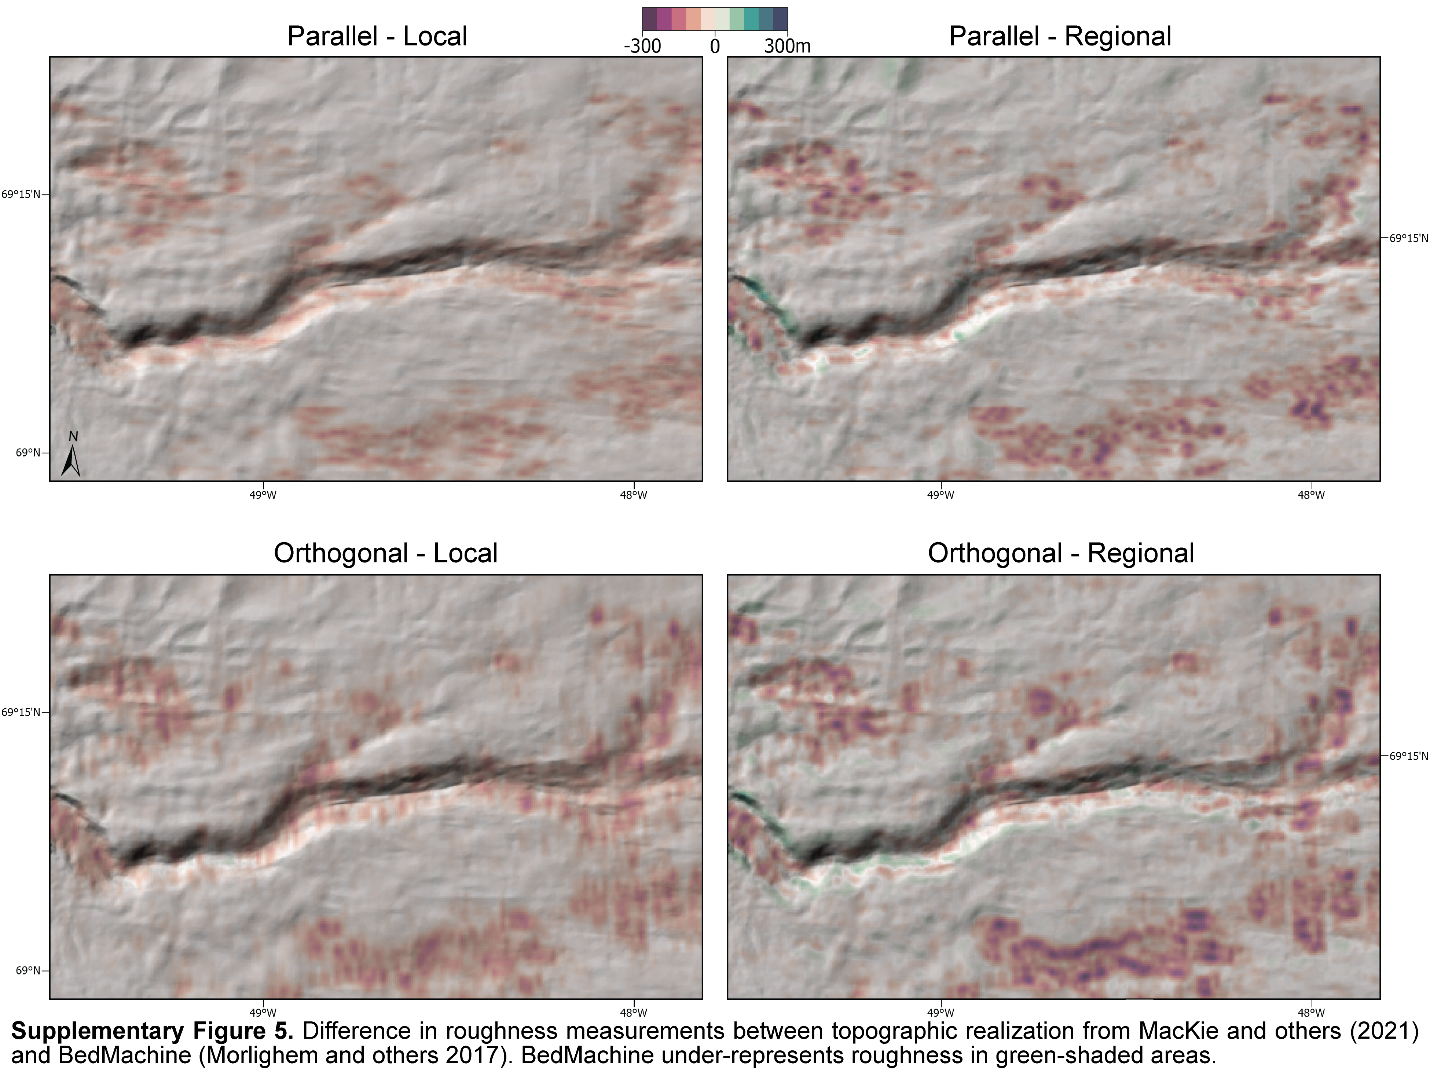 Parallel - Local
-300 0 300m
Parallel - Regional
69°15'N
69°15'N
N
69°N
49°W
48°W
49°W
48°W
Orthogonal - Local
Orthogonal - Regional
69°15'N
69°15'N
69°N
49°W
48°W
49°W
48°W
Supplementary Figure 5. Difference in roughness measurements between topographic realization from MacKie and others (2021)
and BedMachine (Morlighem and others 2017). BedMachine under-represents roughness in green-shaded areas.